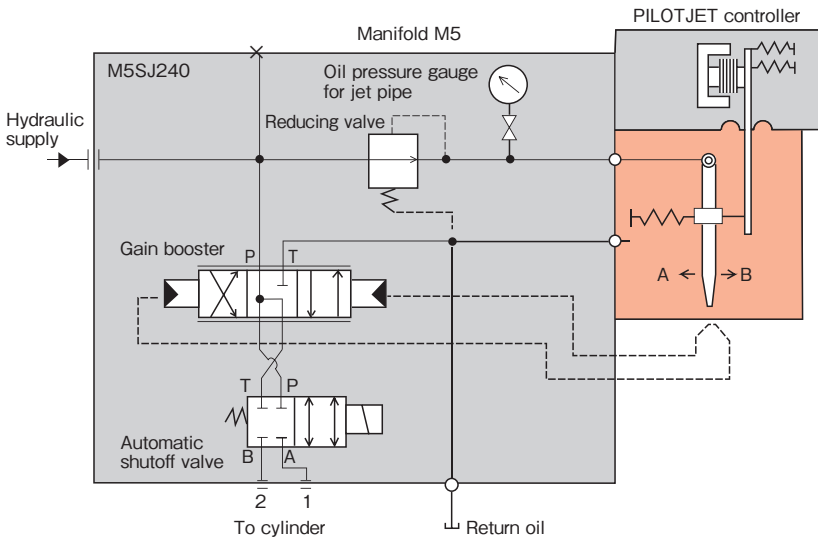 PILOTJET controller
Manifold M5
M5SJ240
Oil pressure gauge
for jet pipe
Hydraulic
supply
Reducing valve
Gain booster
P T
A B
T P
Automatic
shutoff valve
B A
2 1
To cylinder
Return oil